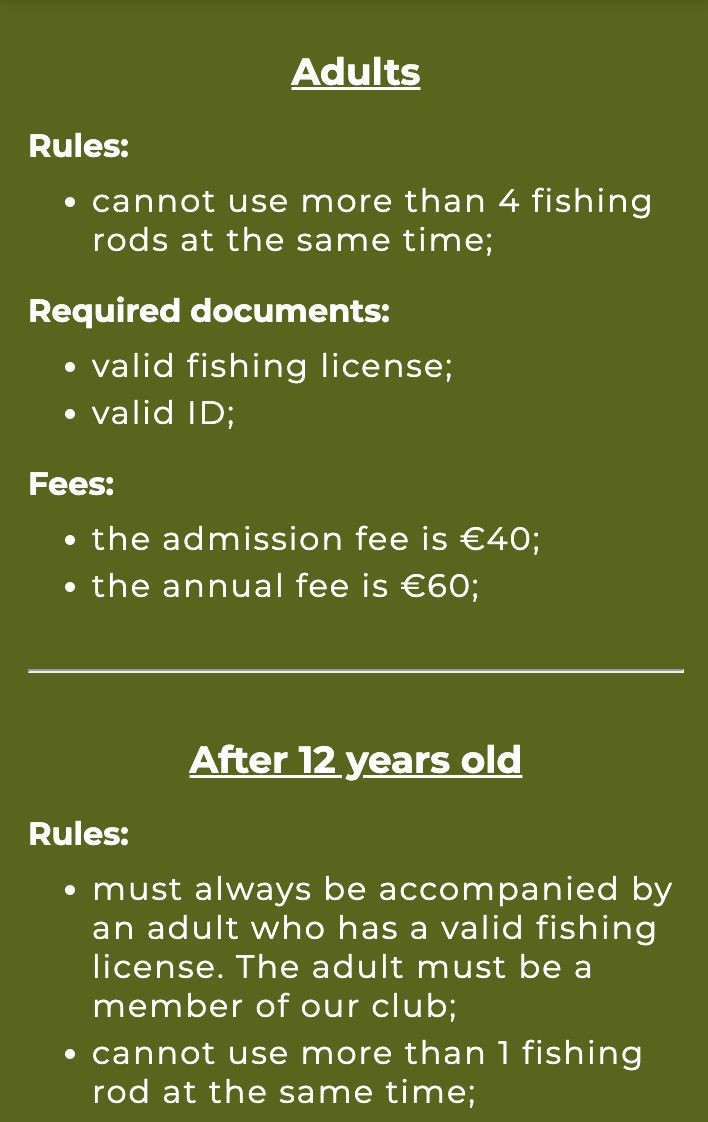 Adults
Rules:
• cannot use more than 4 fishing
rods at the same time;
Required documents:
• valid fishing license;
• valid ID;
Fees:
• the admission fee is €40;
• the annual fee is €60;
After 12 years old
Rules:
• must always be accompanied by
an adult who has a valid fishing
license. The adult must be a
member of our club;
• cannot use more than 1 fishing
rod at the same time;